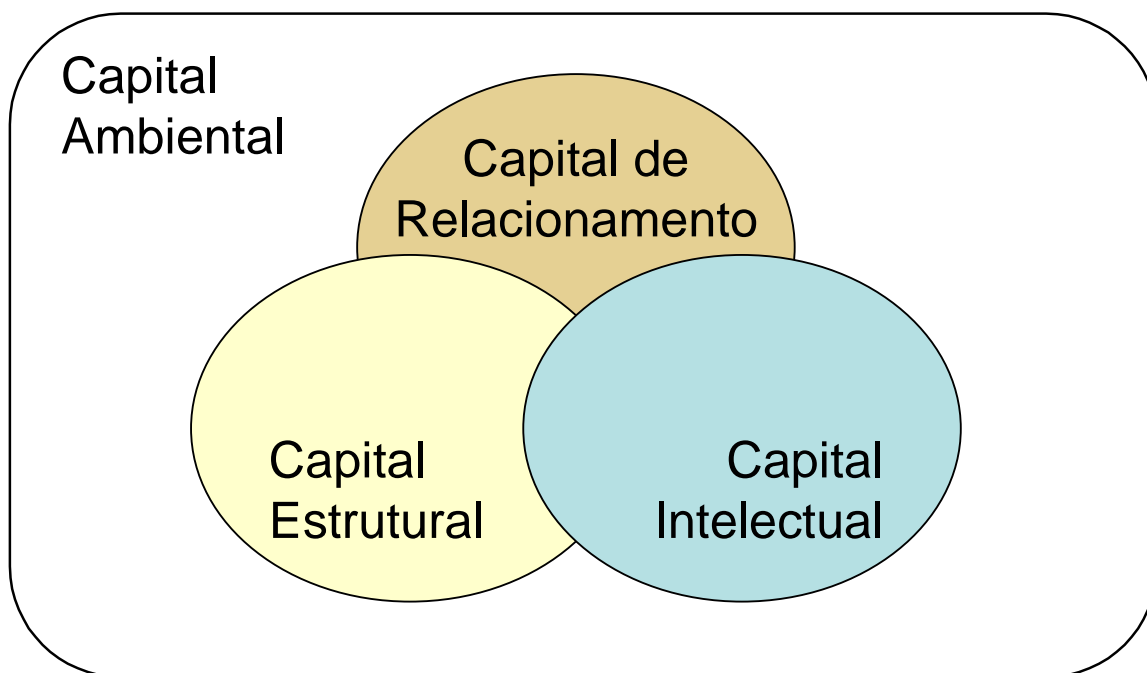 Capital
Ambiental
Capital de
Relacionamento
Capital
Estrutural
Capital
Intelectual